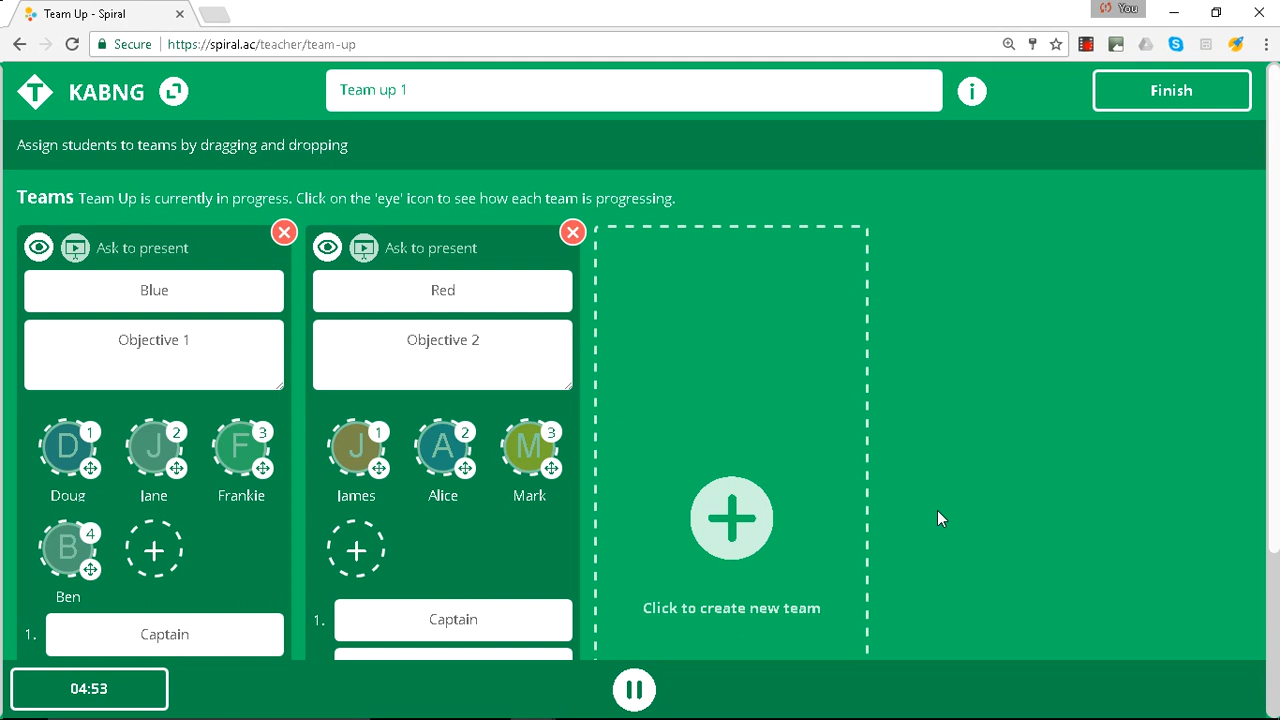 Team Up - Spiral
You
Secure
https://spiral.ac/teacher/team-up
T
KABNG
Team up 1
i
Finish
Assign students to teams by dragging and dropping
Teams Team Up is currently in progress. Click on the 'eye' icon to see how each team is progressing.
Ask to present
Blue
Objective 1
D 1
J 2
F 3
Doug
Jane
Frankie
B 4
Ben
1. Captain
Ask to present
Red
Objective 2
J 1
A 2
M 3
James
Alice
Mark
1. Captain
Click to create new team
04:53